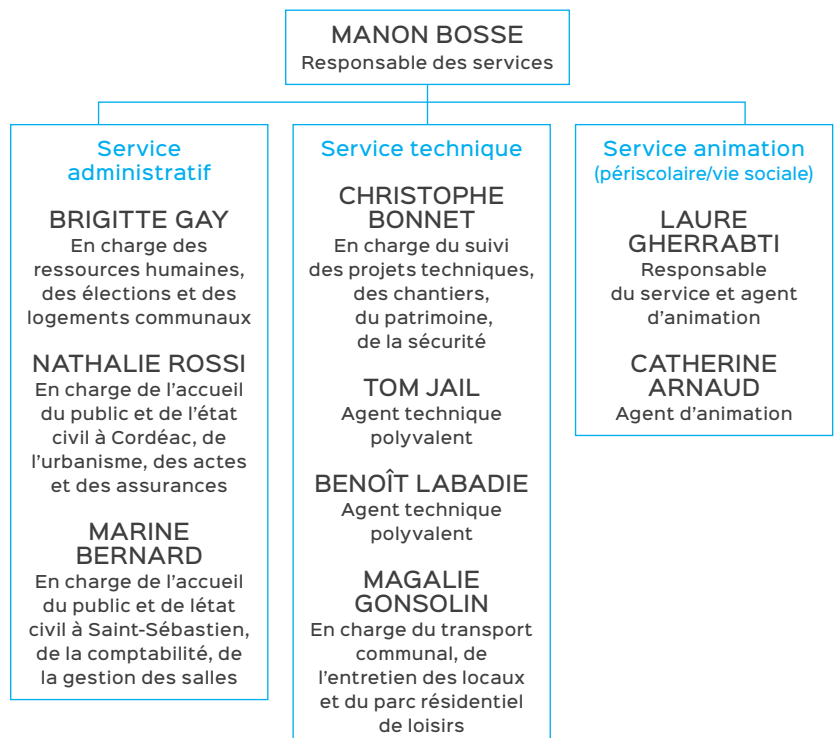 MANON BOSSE
Responsable des services
Service
administratif
BRIGITTE GAY
En charge des
ressources humaines,
des élections et des
logements communaux
NATHALIE ROSSI
En charge de l'accueil
du public et de l'état
civil à Cordéac, de
l'urbanisme, des actes
et des assurances
MARINE
BERNARD
En charge de l'accueil
du public et de létat
civil à Saint-Sébastien,
de la comptabilité, de
la gestion des salles
Service technique
CHRISTOPHE
BONNET
En charge du suivi
des projets techniques,
des chantiers,
du patrimoine,
de la sécurité
TOM JAIL
Agent technique
polyvalent
BENOÎT LABADIE
Agent technique
polyvalent
MAGALIE
GONSOLIN
En charge du transport
communal, de
l'entretien des locaux
et du parc résidentiel
de loisirs
Service animation
(périscolaire/vie sociale)
LAURE
GHERRABTI
Responsable
du service et agent
d'animation
CATHERINE
ARNAUD
Agent d'animation